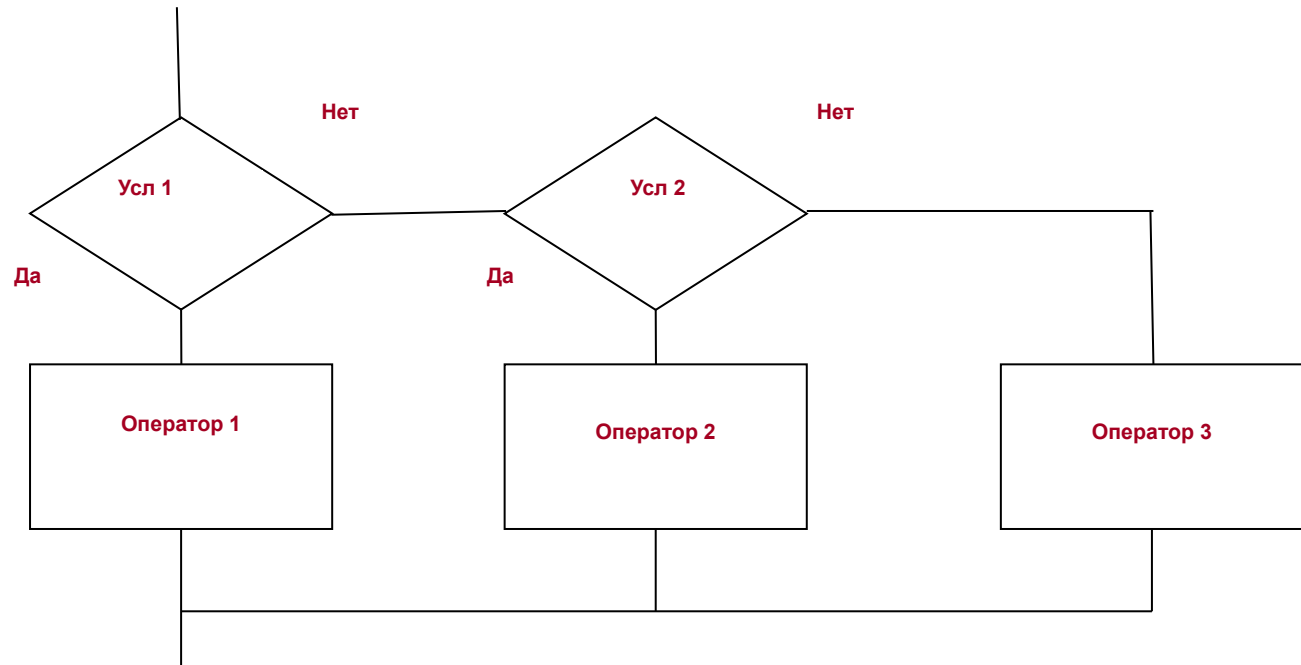 Нет
Нет
Усл 1
Усл 2
Да
Да
Оператор 1
Оператор 2
Оператор 3